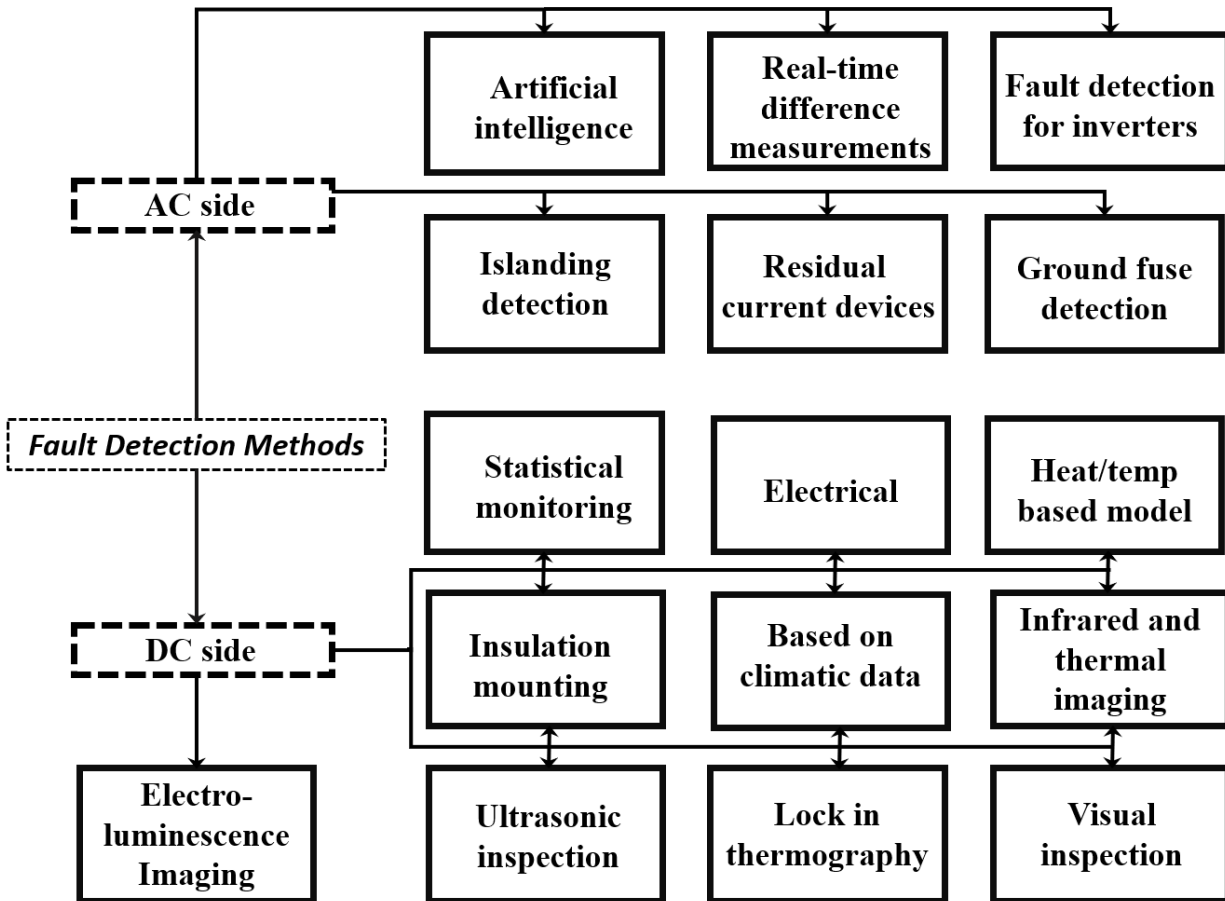 Artificial
intelligence
Real-time
difference
measurements
Fault detection
for inverters
AC side
Islanding
detection
Residual
current devices
Ground fuse
detection
Fault Detection Methods
Statistical
monitoring
Electrical
Heat/temp
based model
DC side
Insulation
mounting
Based on
climatic data
Infrared and
thermal
imaging
Electro-
luminescence
Imaging
Ultrasonic
inspection
Lock in
thermography
Visual
inspection